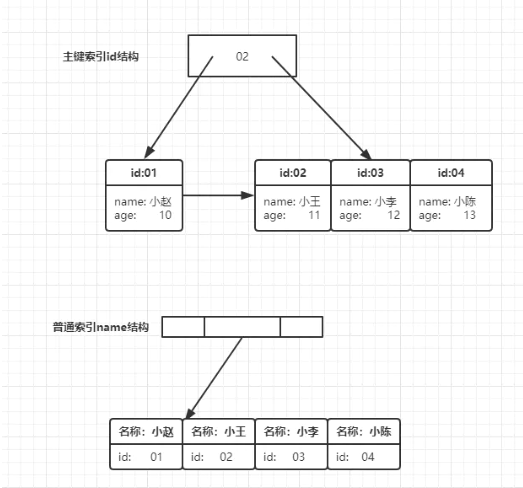 主键索引id结构
02
id:01 id:02 id:03 id:04
name: 小赵 name: 小王 name: 小李 name: 小陈
age: 10 age: 11 age: 12 age: 13
普通索引name结构
名称：小赵 名称：小王 名称：小李 名称：小陈
id: 01 id: 02 id: 03 id: 04